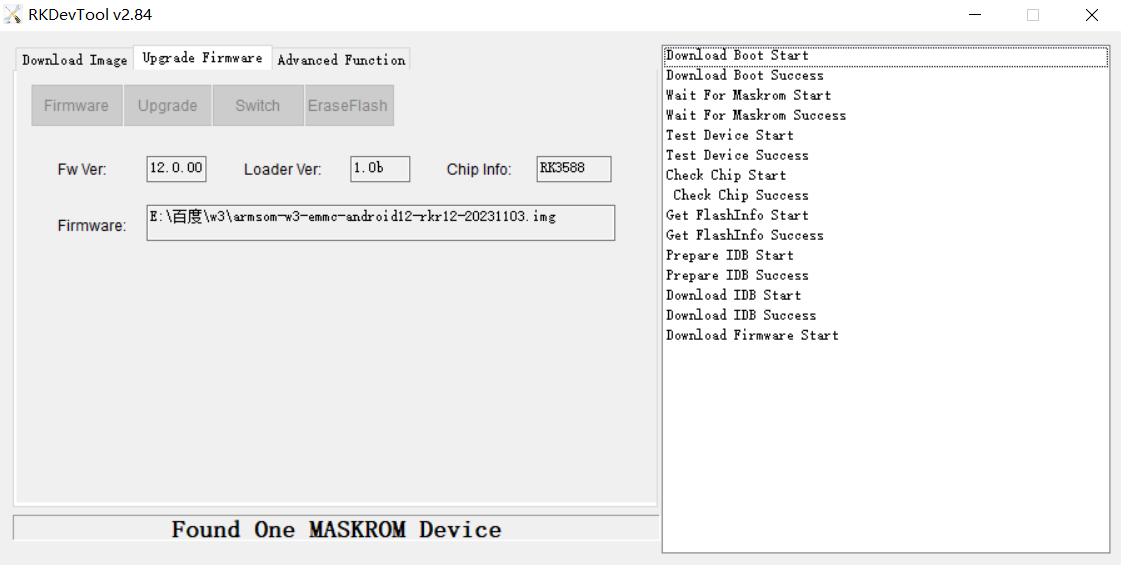 RKDevTool v2.84
Download Image Upgrade Firmware Advanced Function
Firmware Upgrade Switch EraseFlash
Fw Ver: 12.0.00 Loader Ver: 1.0b Chip Info: RK3588
Firmware: E:\百度\w3\armsom-w3-emmc-android12-rkr12-20231103.img
Found One MASKROM Device
Download Boot Start
Download Boot Success
Wait For Maskrom Start
Wait For Maskrom Success
Test Device Start
Test Device Success
Check Chip Start
Check Chip Success
Get FlashInfo Start
Get FlashInfo Success
Prepare IDB Start
Prepare IDB Success
Download IDB Start
Download IDB Success
Download Firmware Start